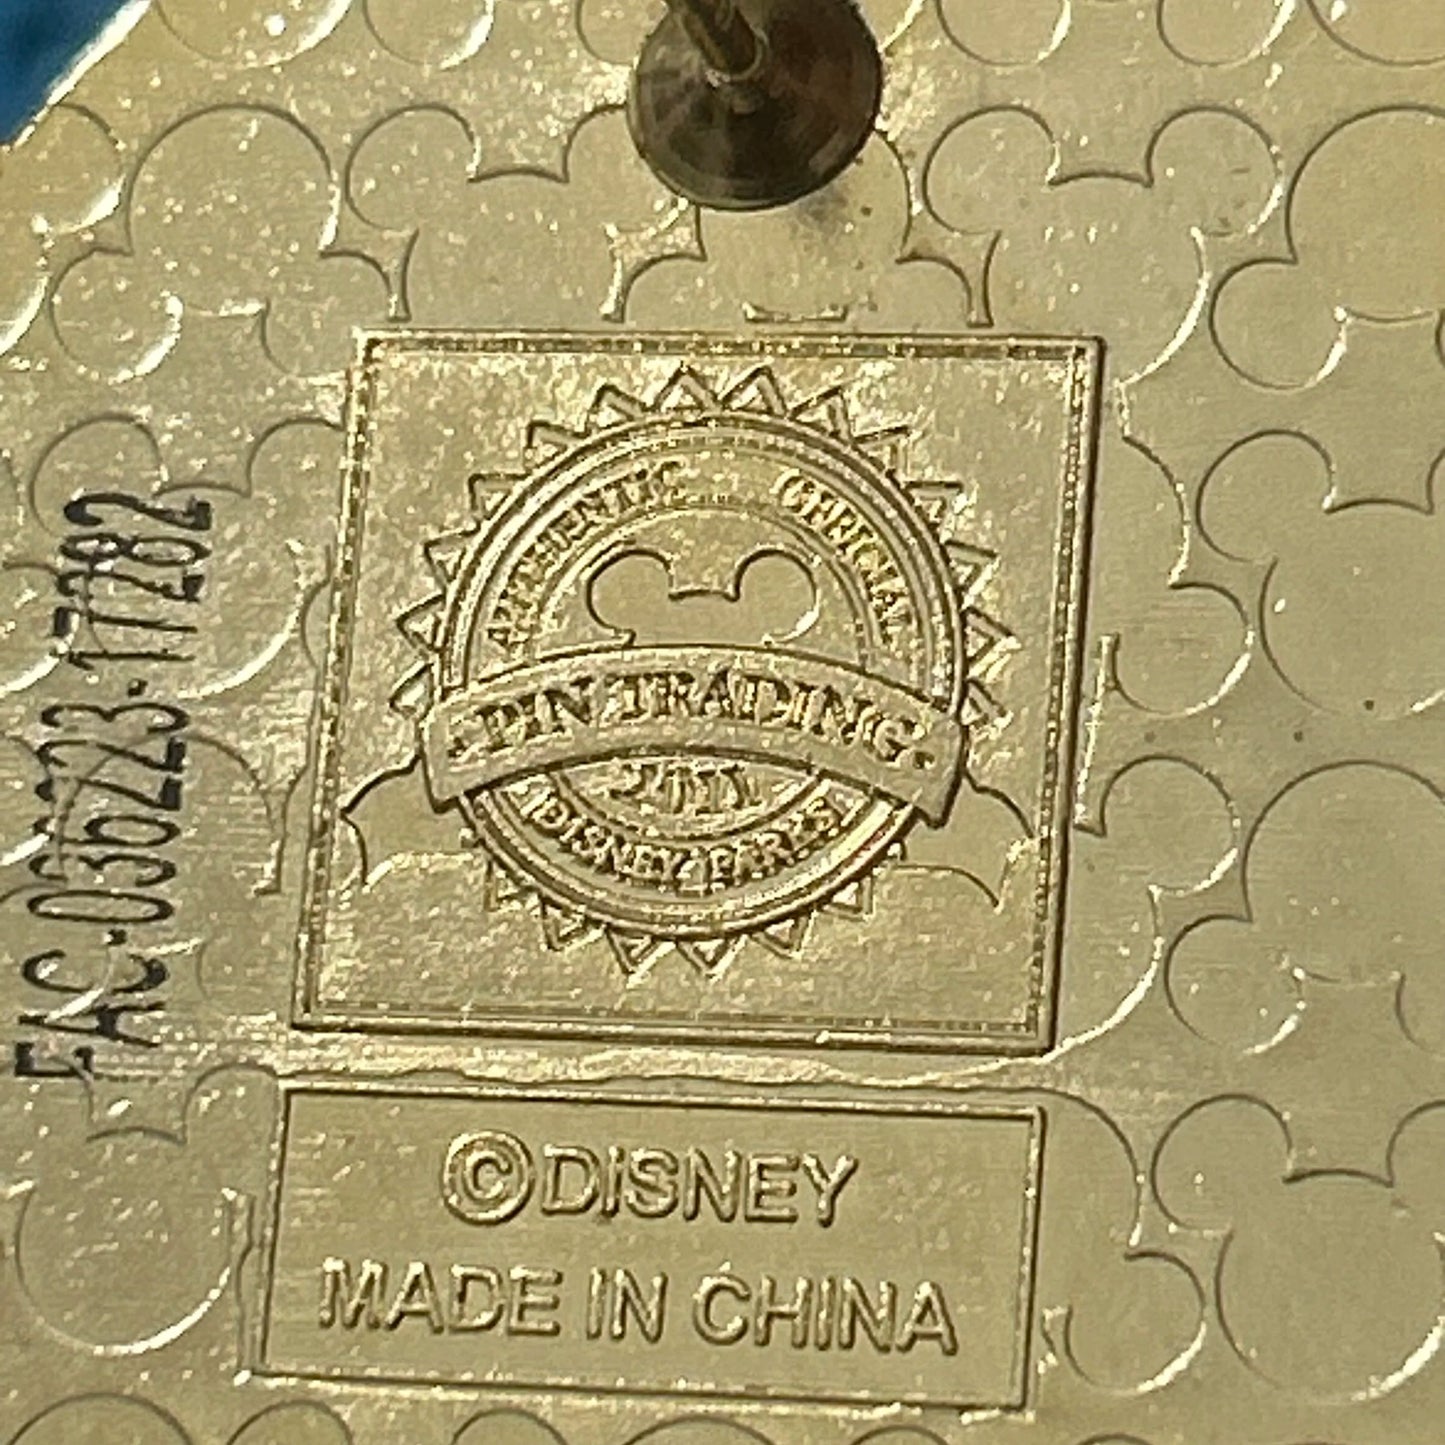 FAC.036223-17282
AUTHENTIC OFFICIAL
·PIN TRADING·
2011
DISNEY PARKS
©DISNEY
MADE IN CHINA